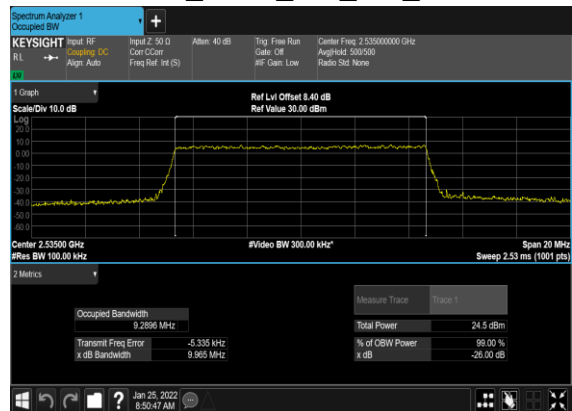 Spectrum Analyzer 1
Occupied BW
+
KEYSIGHT Input: RF Input Z: 50 Ω Atten: 40 dB Trig: Free Run Center Freq: 2.535000000 GHz
RL Coupling: DC Corr CCorr Gate: Off Avg|Hold: 500/500
Align: Auto Freq Ref: Int (S) #IF Gain: Low Radio Std: None
LW
1 Graph Ref Lvl Offset 8.40 dB
Scale/Div 10.0 dB Ref Value 30.00 dBm
Log
20.0
10.0
0.00
-10.0
-20.0
-30.0
-40.0
-50.0
-60.0
Center 2.53500 GHz #Video BW 300.00 kHz* Span 20 MHz
#Res BW 100.00 kHz Sweep 2.53 ms (1001 pts)
2 Metrics
Measure Trace Trace 1
Occupied Bandwidth
9.2896 MHz Total Power 24.5 dBm
Transmit Freq Error -5.335 kHz % of OBW Power 99.00 %
x dB Bandwidth 9.965 MHz x dB -26.00 dB
? Jan 25, 2022
8:50:47 AM